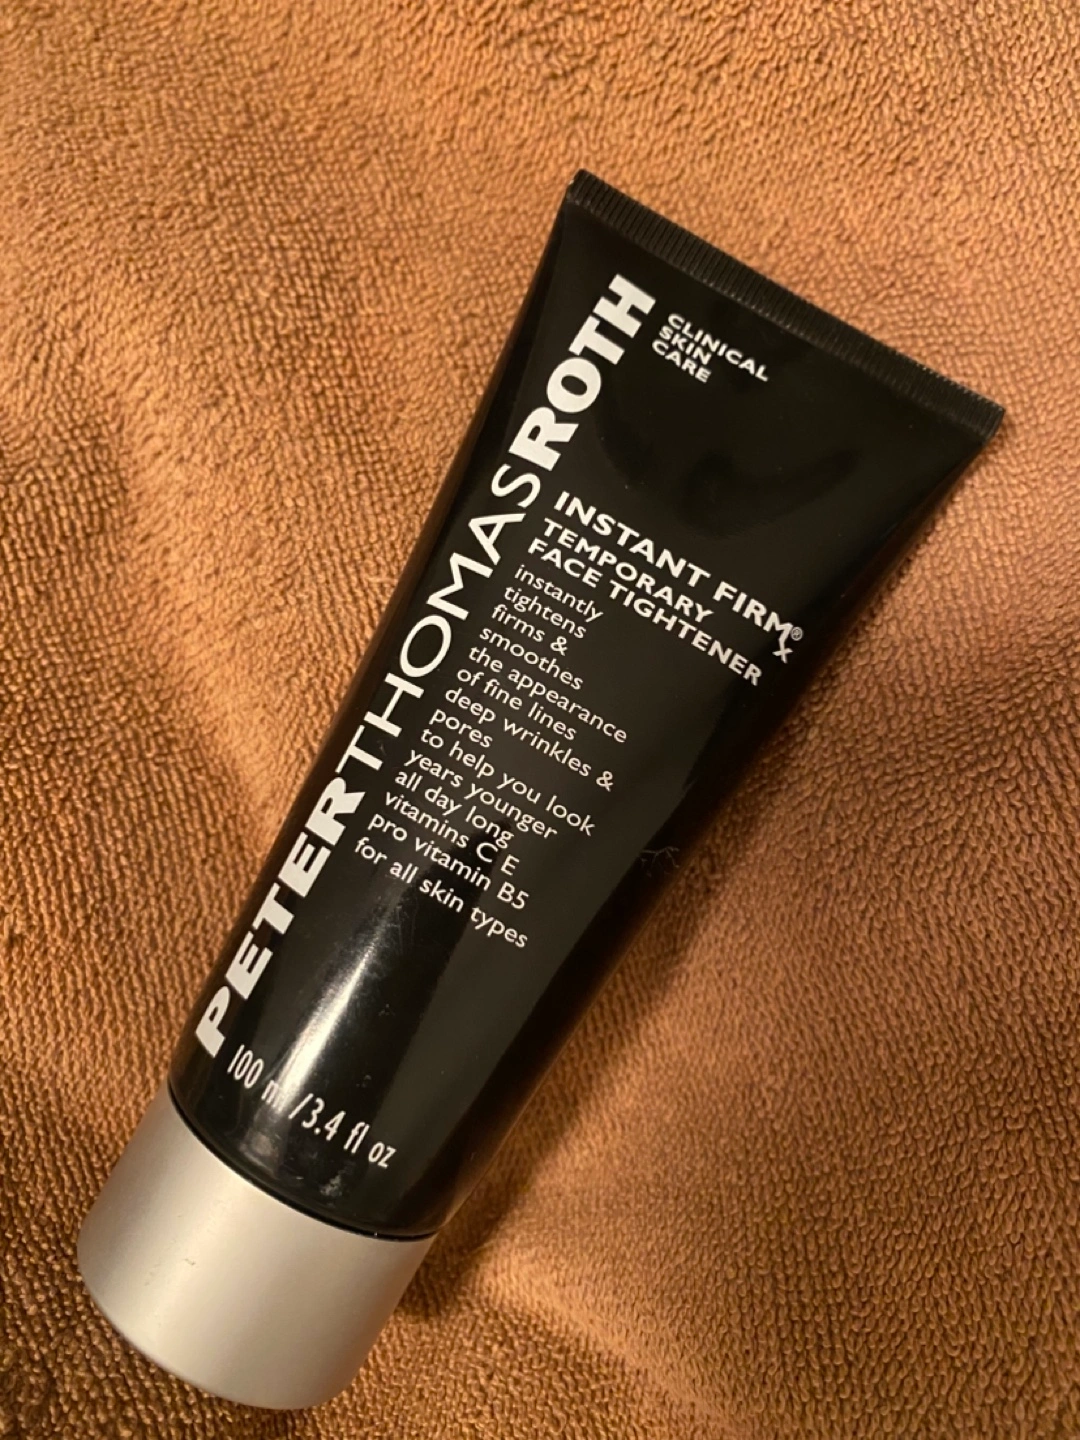 PETERTHOMASROTH
CLINICAL
SKIN
CARE
INSTANT FIRM®x
TEMPORARY
FACE TIGHTENER
instantly
tightens
firms &
smoothes
the appearance
of fine lines
deep wrinkles &
pores
to help you look
years younger
all day long
vitamins C E
pro vitamin B5
for all skin types
100 ml /3.4 fl oz